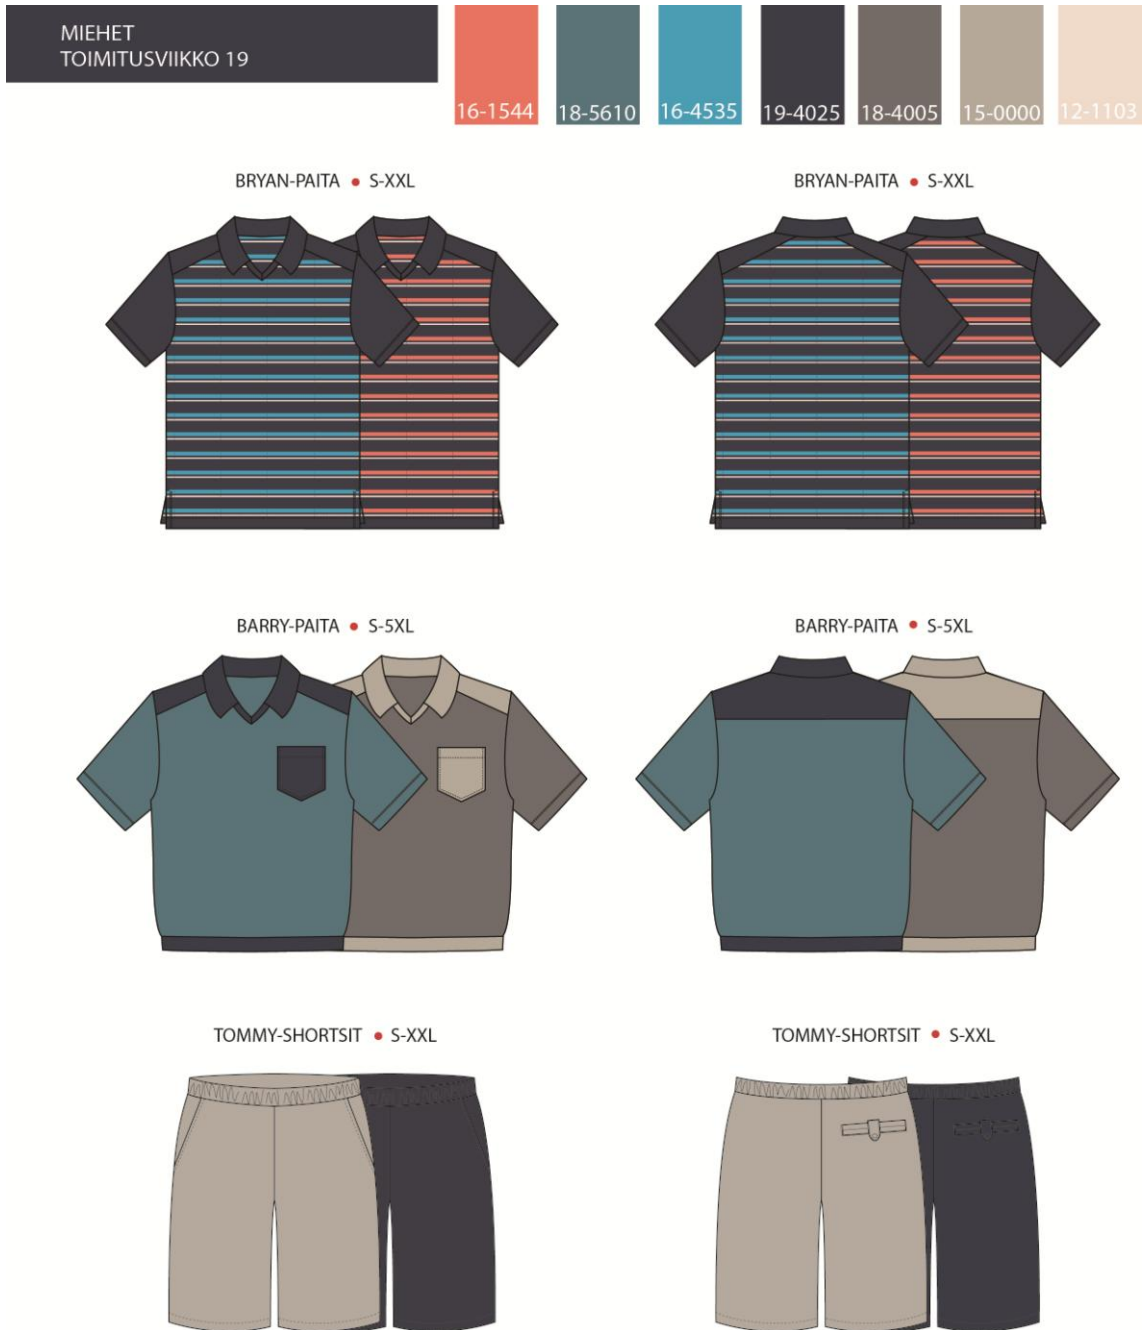 MIEHET
TOIMITUSVIIKKO 19
16-1544 18-5610 16-4535 19-4025 18-4005 15-0000 12-1103
BRYAN-PAITA • S-XXL
BRYAN-PAITA • S-XXL
BARRY-PAITA • S-5XL
BARRY-PAITA • S-5XL
TOMMY-SHORTSIT • S-XXL
TOMMY-SHORTSIT • S-XXL